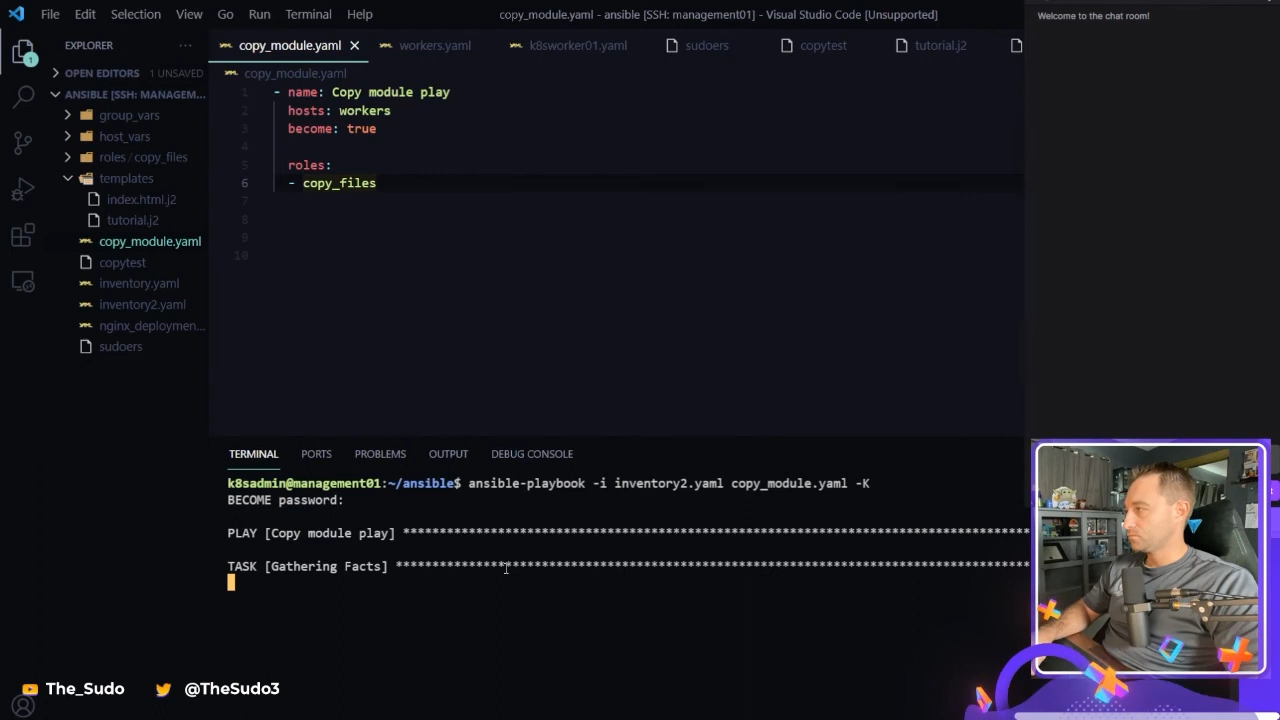 File Edit Selection View Go Run Terminal Help
copy_module.yaml - ansible [SSH: management01] - Visual Studio Code [Unsupported]
Welcome to the chat room!
EXPLORER ...
copy_module.yaml
workers.yaml
k8sworker01.yaml
sudoers
copytest
tutorial.j2
1
OPEN EDITORS 1 UNSAVED
copy_module.yaml
ANSIBLE [SSH: MANAGEM...
group_vars
host_vars
roles / copy_files
templates
index.html.j2
tutorial.j2
copy_module.yaml
copytest
inventory.yaml
inventory2.yaml
nginx_deploymen...
sudoers
1 - name: Copy module play
2 hosts: workers
3 become: true
4
5 roles:
6 - copy_files
7
8
9
10
TERMINAL PORTS PROBLEMS OUTPUT DEBUG CONSOLE
k8sadmin@management01:~/ansible$ ansible-playbook -i inventory2.yaml copy_module.yaml -K
BECOME password:
PLAY [Copy module play] *************************************************************************************
TASK [Gathering Facts] **************************************************************************************
The_Sudo
@TheSudo3